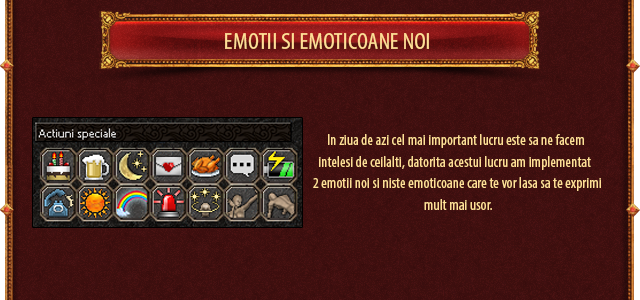 EMOTII SI EMOTICOANE NOI
Actiuni speciale
In ziua de azi cel mai important lucru este sa ne facem
intelesi de ceilalti, datorita acestui lucru am implementat
2 emotii noi si niste emoticoane care te vor lasa sa te exprimi
mult mai usor.